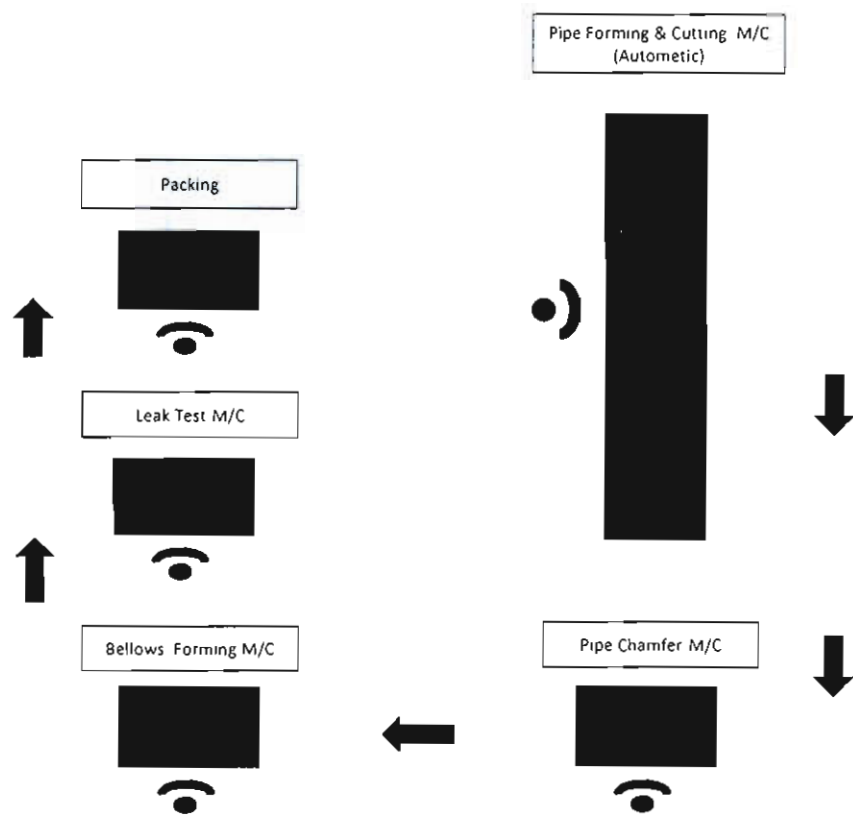 Pipe Forming & Cutting M/C
(Autometic)
Packing
Leak Test M/C
Bellows Forming M/C
Pipe Chamfer M/C